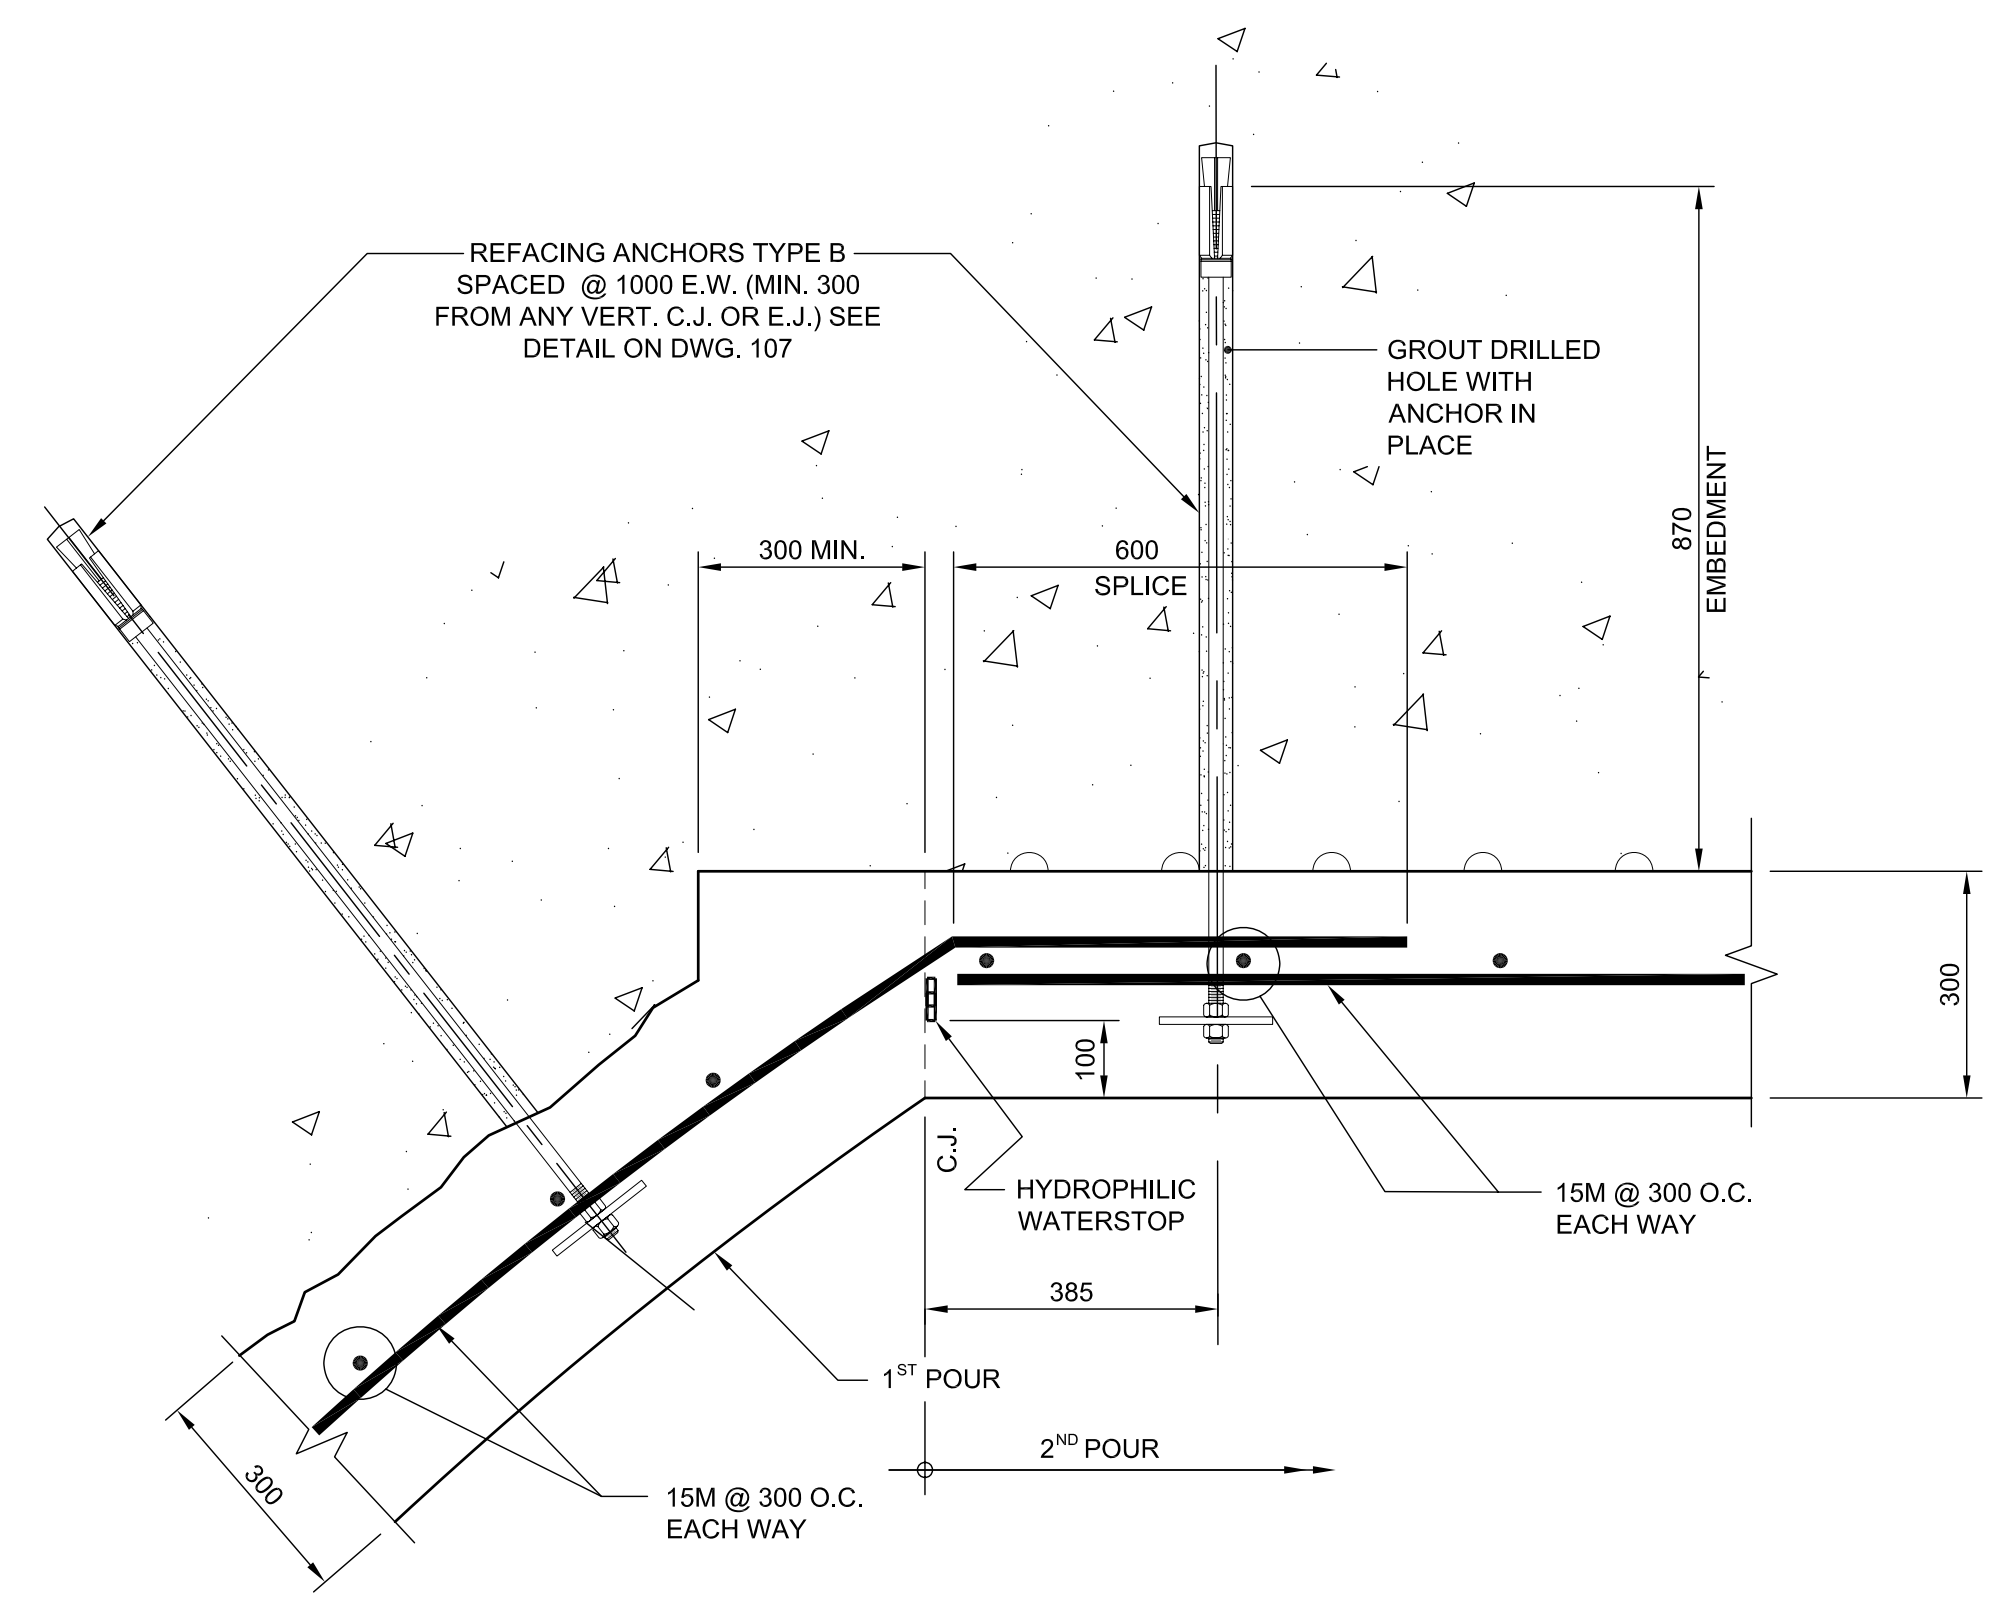 REFACING ANCHORS TYPE B
SPACED @ 1000 E.W. (MIN. 300
FROM ANY VERT. C.J. OR E.J.) SEE
DETAIL ON DWG. 107
GROUT DRILLED
HOLE WITH
ANCHOR IN
PLACE
870
EMBEDMENT
300 MIN.
600
SPLICE
300
100
C.J.
HYDROPHILIC
WATERSTOP
15M @ 300 O.C.
EACH WAY
385
1ST POUR
2ND POUR
300
15M @ 300 O.C.
EACH WAY